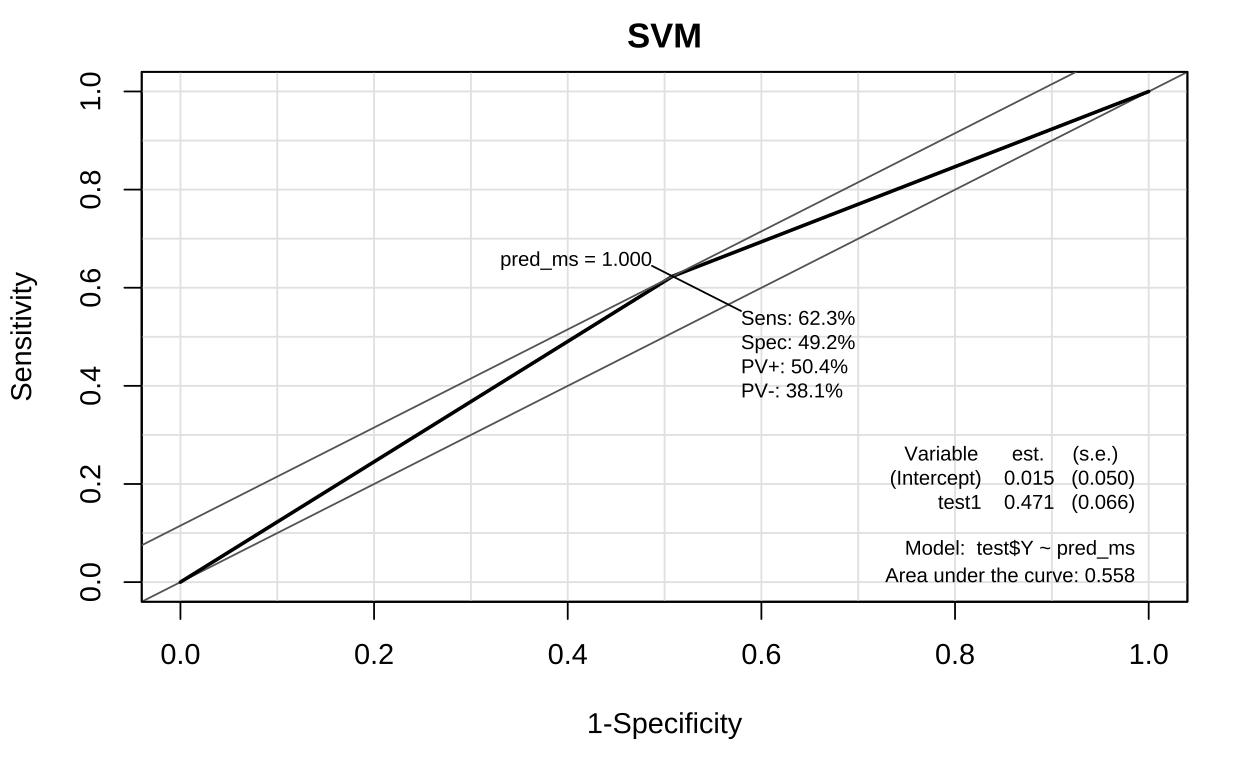 SVM
Sensitivity
1.0
0.8
0.6
0.4
0.2
0.0
pred_ms = 1.000
Sens: 62.3%
Spec: 49.2%
PV+: 50.4%
PV-: 38.1%
Variable est. (s.e.)
(Intercept) 0.015 (0.050)
test1 0.471 (0.066)
Model: test$Y ~ pred_ms
Area under the curve: 0.558
0.0 0.2 0.4 0.6 0.8 1.0
1-Specificity